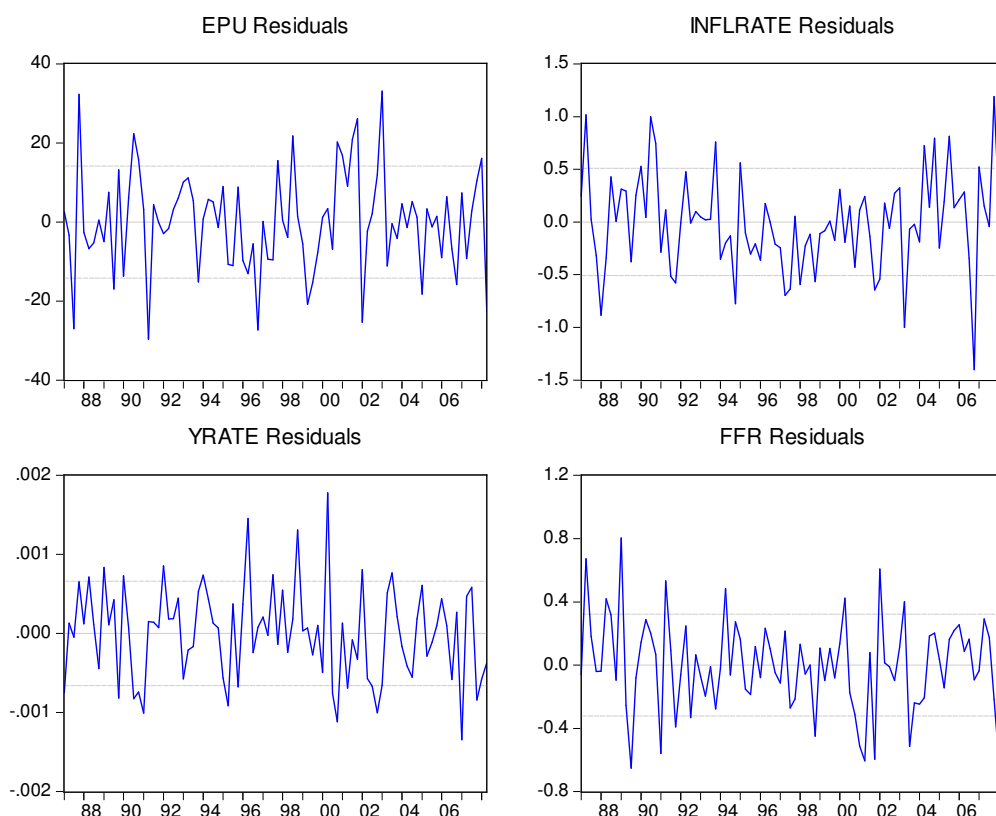 EPU Residuals
40
20
0
-20
-40
88 90 92 94 96 98 00 02 04 06
INFLRATE Residuals
1.5
1.0
0.5
0.0
-0.5
-1.0
-1.5
88 90 92 94 96 98 00 02 04 06
YRATE Residuals
.002
.001
.000
-.001
-.002
88 90 92 94 96 98 00 02 04 06
FFR Residuals
1.2
0.8
0.4
0.0
-0.4
-0.8
88 90 92 94 96 98 00 02 04 06